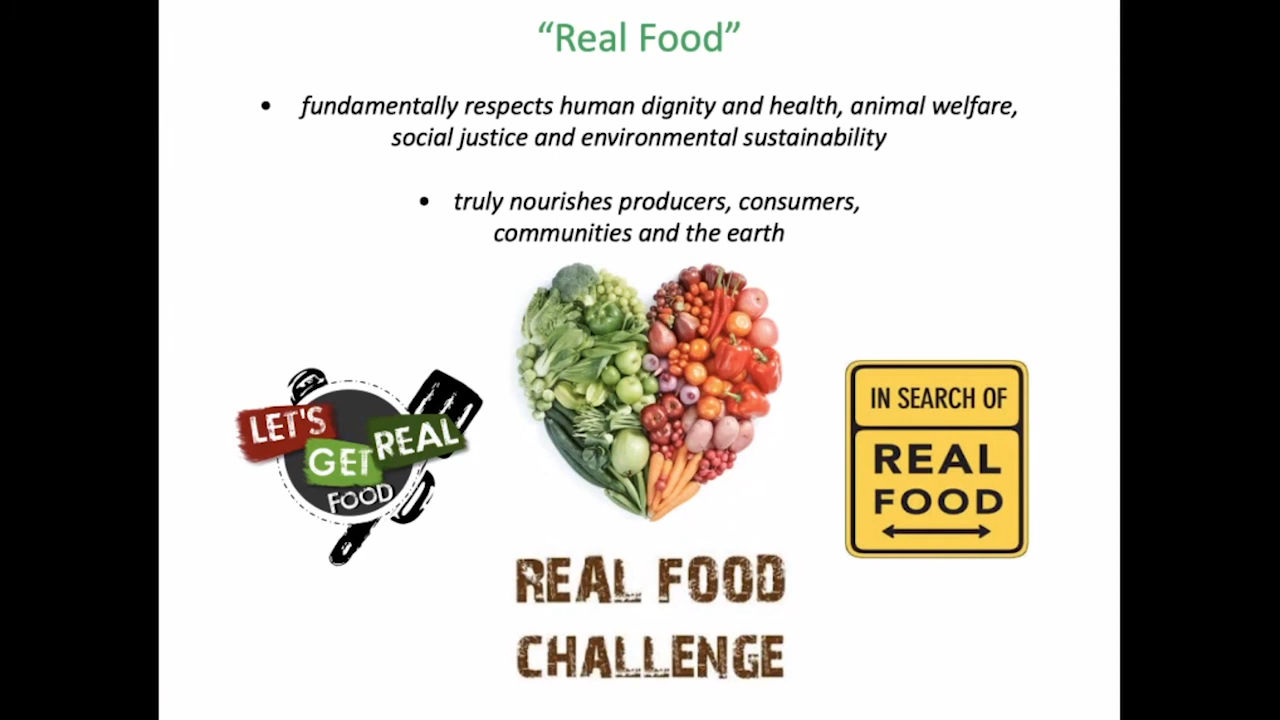 “Real Food”
• fundamentally respects human dignity and health, animal welfare,
social justice and environmental sustainability
• truly nourishes producers, consumers,
communities and the earth
LET'S
GET REAL
FOOD
IN SEARCH OF
REAL
FOOD
REAL FOOD
CHALLENGE